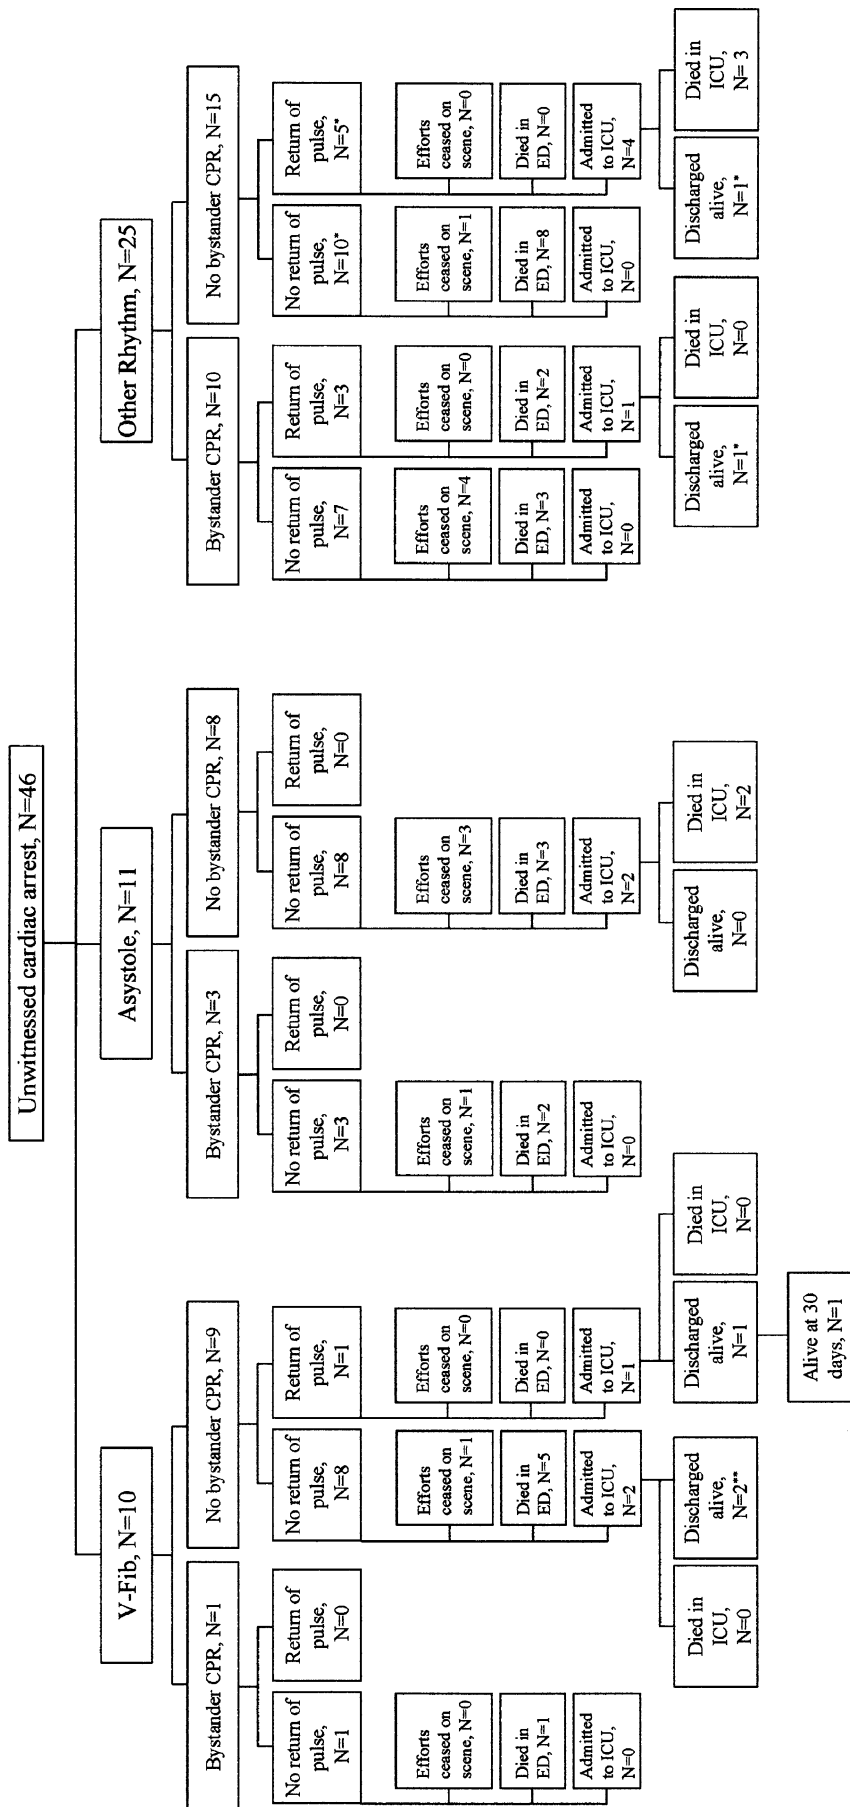 Unwitnessed cardiac arrest, N=46
V-Fib, N=10
Asystole, N=11
Other Rhythm, N=25
Bystander CPR, N=1
No bystander CPR, N=9
Bystander CPR, N=3
No bystander CPR, N=8
Bystander CPR, N=10
No bystander CPR, N=15
No return of
pulse,
N=1
Return of
pulse,
N=0
No return of
pulse,
N=8
Return of
pulse,
N=1
No return of
pulse,
N=3
Return of
pulse,
N=0
No return of
pulse,
N=8
Return of
pulse,
N=0
No return of
pulse,
N=7
Return of
pulse,
N=3
No return of
pulse,
N=10*
Return of
pulse,
N=5*
Efforts
ceased on
scene, N=0
Efforts
ceased on
scene, N=1
Efforts
ceased on
scene, N=0
Efforts
ceased on
scene, N=1
Efforts
ceased on
scene, N=3
Efforts
ceased on
scene, N=4
Efforts
ceased on
scene, N=0
Efforts
ceased on
scene, N=1
Efforts
ceased on
scene, N=0
Died in
ED, N=1
Died in
ED, N=5
Died in
ED, N=0
Died in
ED, N=2
Died in
ED, N=3
Died in
ED, N=3
Died in
ED, N=2
Died in
ED, N=8
Died in
ED, N=0
Admitted
to ICU,
N=0
Admitted
to ICU,
N=2
Admitted
to ICU,
N=1
Admitted
to ICU,
N=0
Admitted
to ICU,
N=2
Admitted
to ICU,
N=0
Admitted
to ICU,
N=1
Admitted
to ICU,
N=0
Admitted
to ICU,
N=4
Died in
ICU,
N=0
Discharged
alive,
N=2**
Discharged
alive,
N=1
Died in
ICU,
N=0
Discharged
alive,
N=0
Died in
ICU,
N=2
Discharged
alive,
N=1*
Died in
ICU,
N=0
Discharged
alive,
N=1*
Died in
ICU,
N= 3
Alive at 30
days, N=1